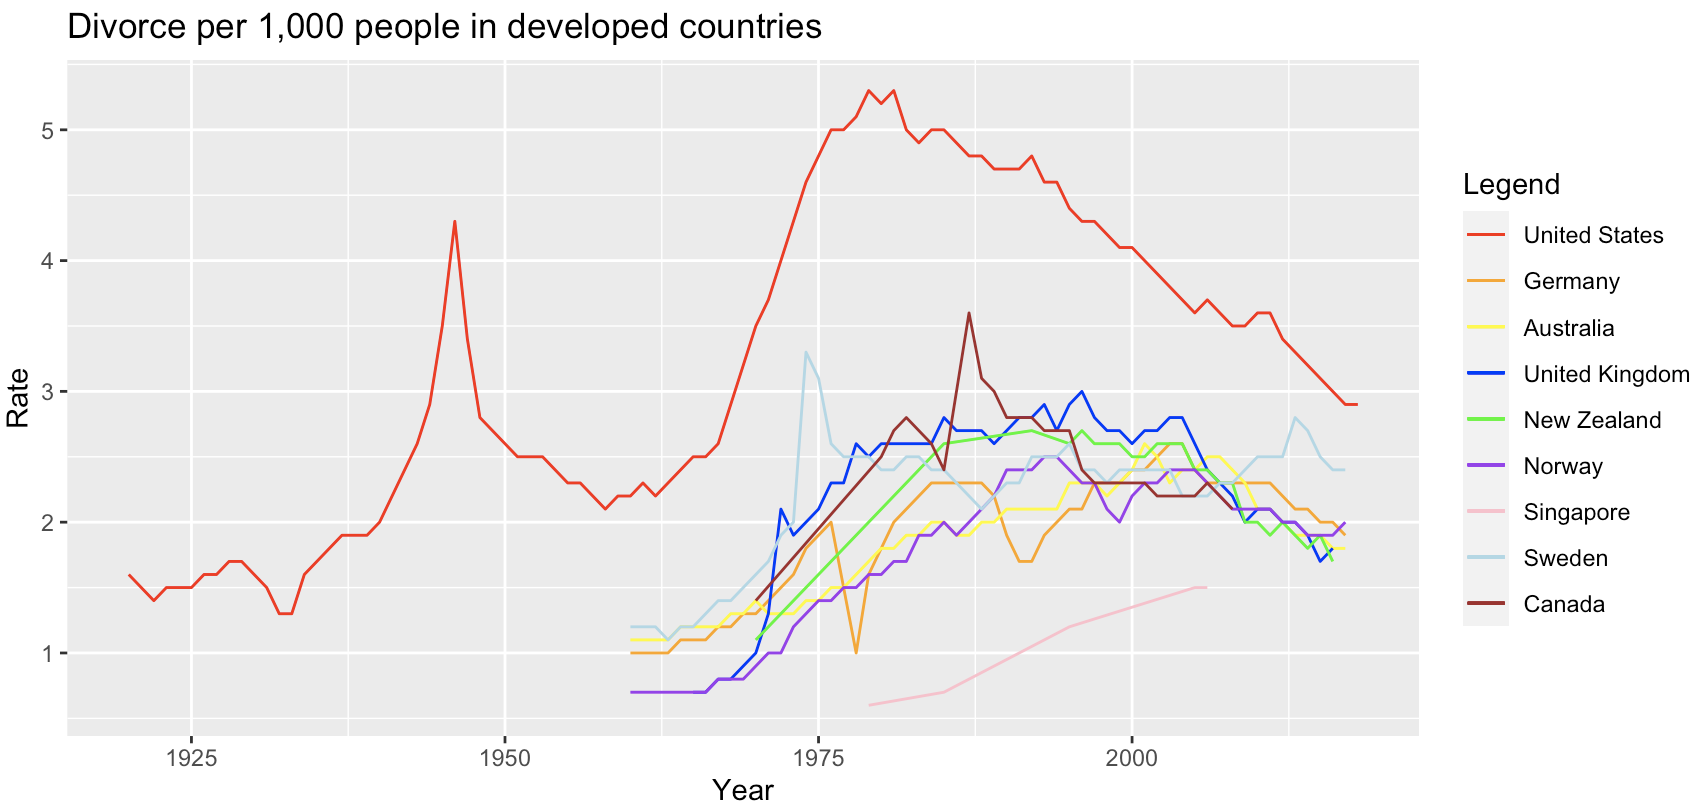 Divorce per 1,000 people in developed countries
5
4
3
2
1
Rate
1925
1950
1975
2000
Year
Legend
United States
Germany
Australia
United Kingdom
New Zealand
Norway
Singapore
Sweden
Canada